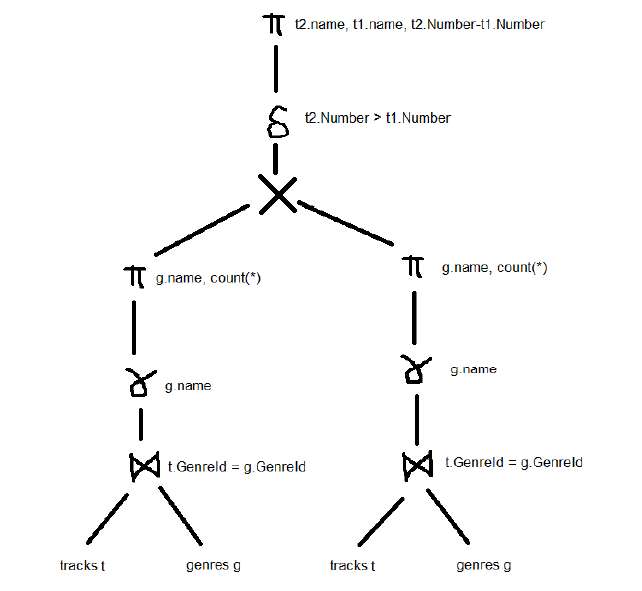 π t2.name, t1.name, t2.Number-t1.Number
δ t2.Number > t1.Number
×
π g.name, count(*)
π g.name, count(*)
γ g.name
γ g.name
⋈ t.GenreId = g.GenreId
⋈ t.GenreId = g.GenreId
tracks t
genres g
tracks t
genres g